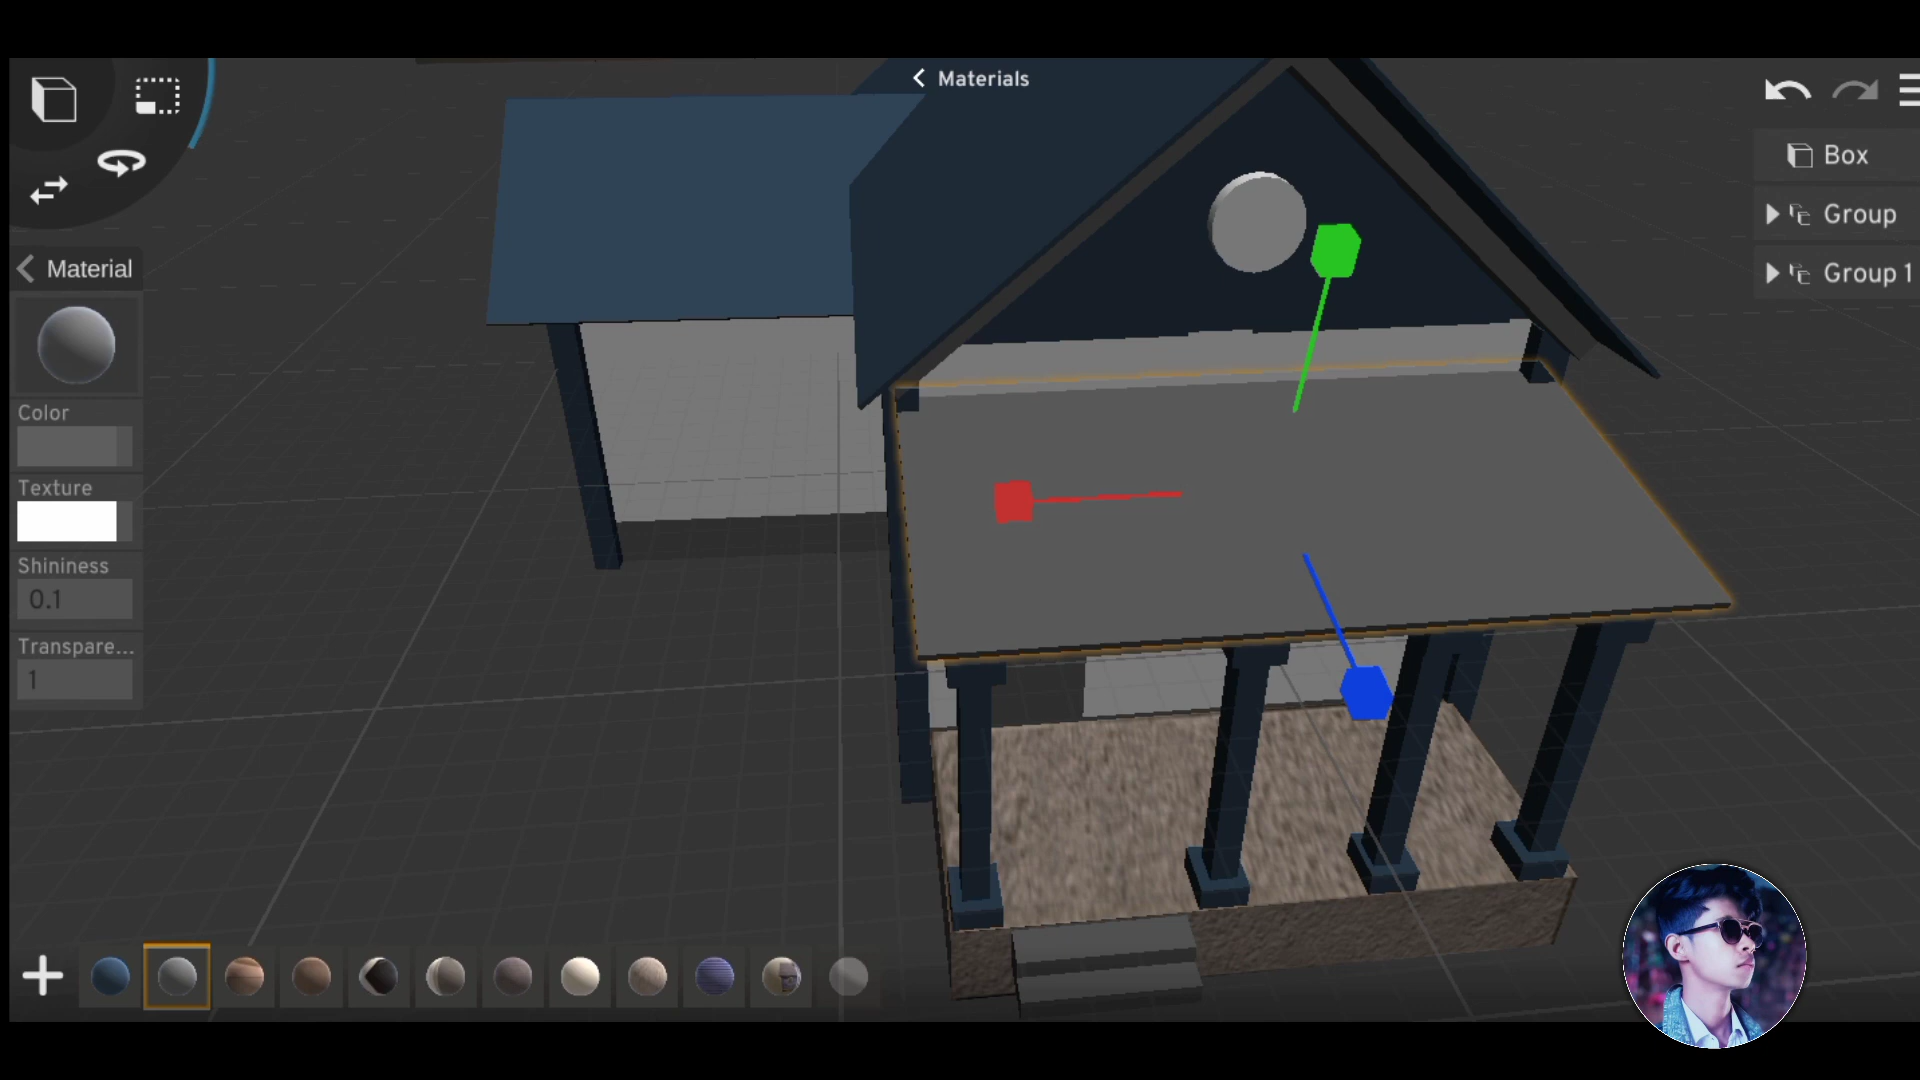 Materials
Box
Group
Group 1
Material
Color
Texture
Shininess
0.1
Transpare...
1